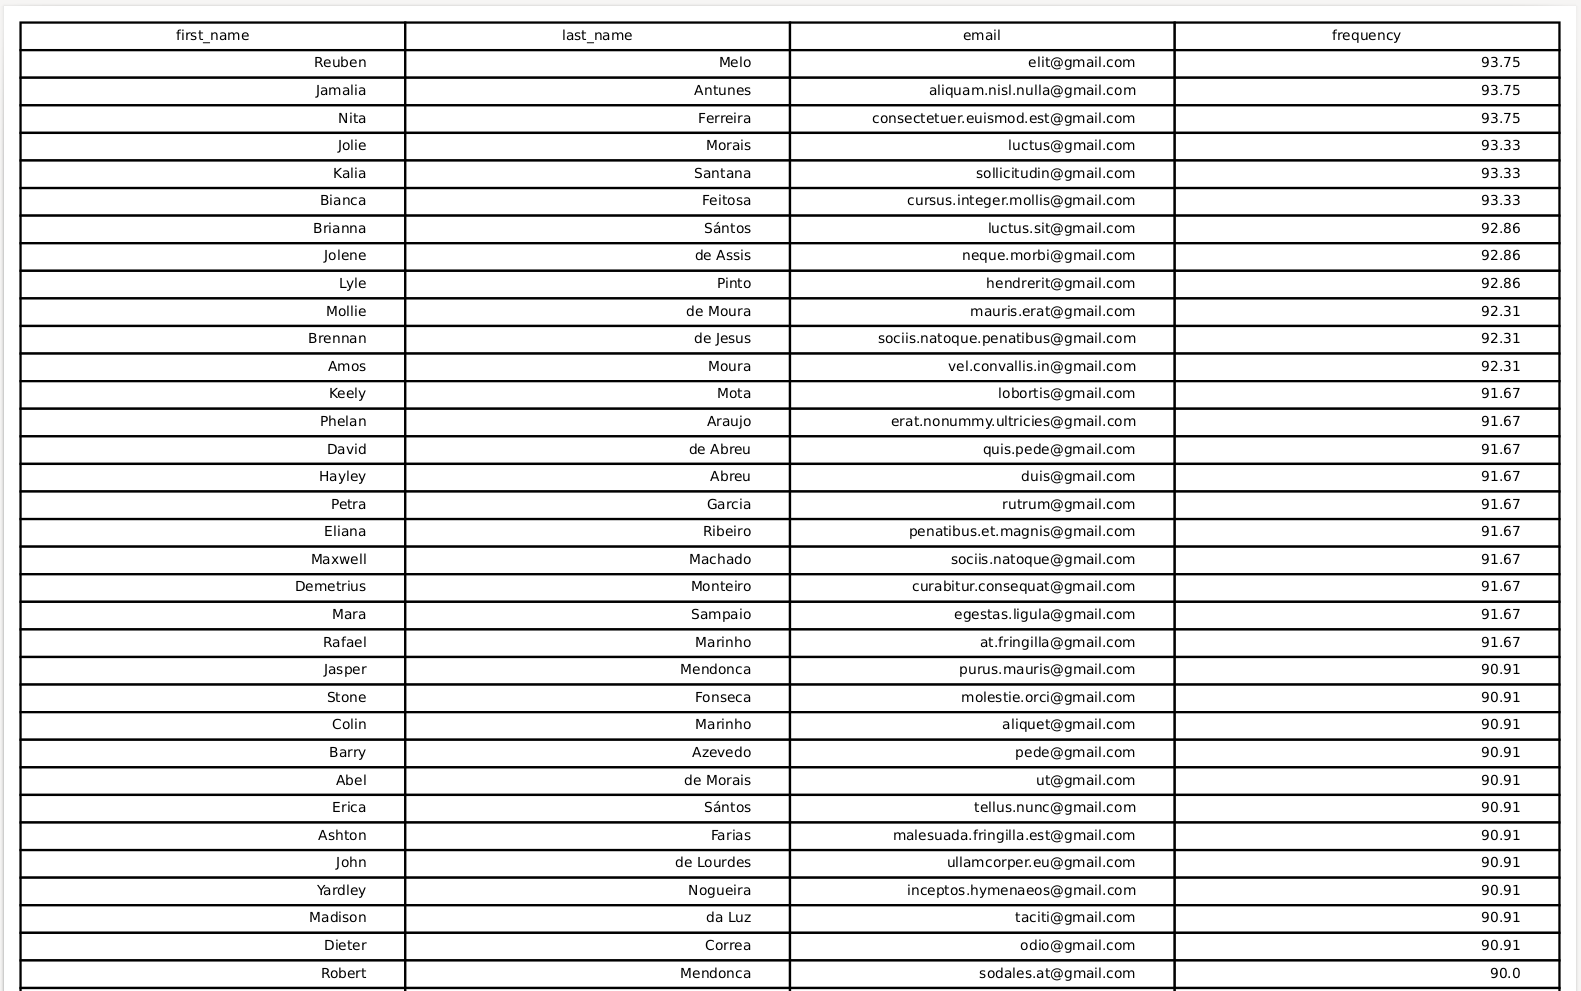 first_name last_name email frequency
Reuben Melo elit@gmail.com 93.75
Jamalia Antunes aliquam.nisl.nulla@gmail.com 93.75
Nita Ferreira consectetuer.euismod.est@gmail.com 93.75
Jolie Morais luctus@gmail.com 93.33
Kalia Santana sollicitudin@gmail.com 93.33
Bianca Feitosa cursus.integer.mollis@gmail.com 93.33
Brianna Sántos luctus.sit@gmail.com 92.86
Jolene de Assis neque.morbi@gmail.com 92.86
Lyle Pinto hendrerit@gmail.com 92.86
Mollie de Moura mauris.erat@gmail.com 92.31
Brennan de Jesus sociis.natoque.penatibus@gmail.com 92.31
Amos Moura vel.convallis.in@gmail.com 92.31
Keely Mota lobortis@gmail.com 91.67
Phelan Araujo erat.nonummy.ultricies@gmail.com 91.67
David de Abreu quis.pede@gmail.com 91.67
Hayley Abreu duis@gmail.com 91.67
Petra Garcia rutrum@gmail.com 91.67
Eliana Ribeiro penatibus.et.magnis@gmail.com 91.67
Maxwell Machado sociis.natoque@gmail.com 91.67
Demetrius Monteiro curabitur.consequat@gmail.com 91.67
Mara Sampaio egestas.ligula@gmail.com 91.67
Rafael Marinho at.fringilla@gmail.com 91.67
Jasper Mendonca purus.mauris@gmail.com 90.91
Stone Fonseca molestie.orci@gmail.com 90.91
Colin Marinho aliquet@gmail.com 90.91
Barry Azevedo pede@gmail.com 90.91
Abel de Morais ut@gmail.com 90.91
Erica Sántos tellus.nunc@gmail.com 90.91
Ashton Farias malesuada.fringilla.est@gmail.com 90.91
John de Lourdes ullamcorper.eu@gmail.com 90.91
Yardley Nogueira inceptos.hymenaeos@gmail.com 90.91
Madison da Luz taciti@gmail.com 90.91
Dieter Correa odio@gmail.com 90.91
Robert Mendonca sodales.at@gmail.com 90.0